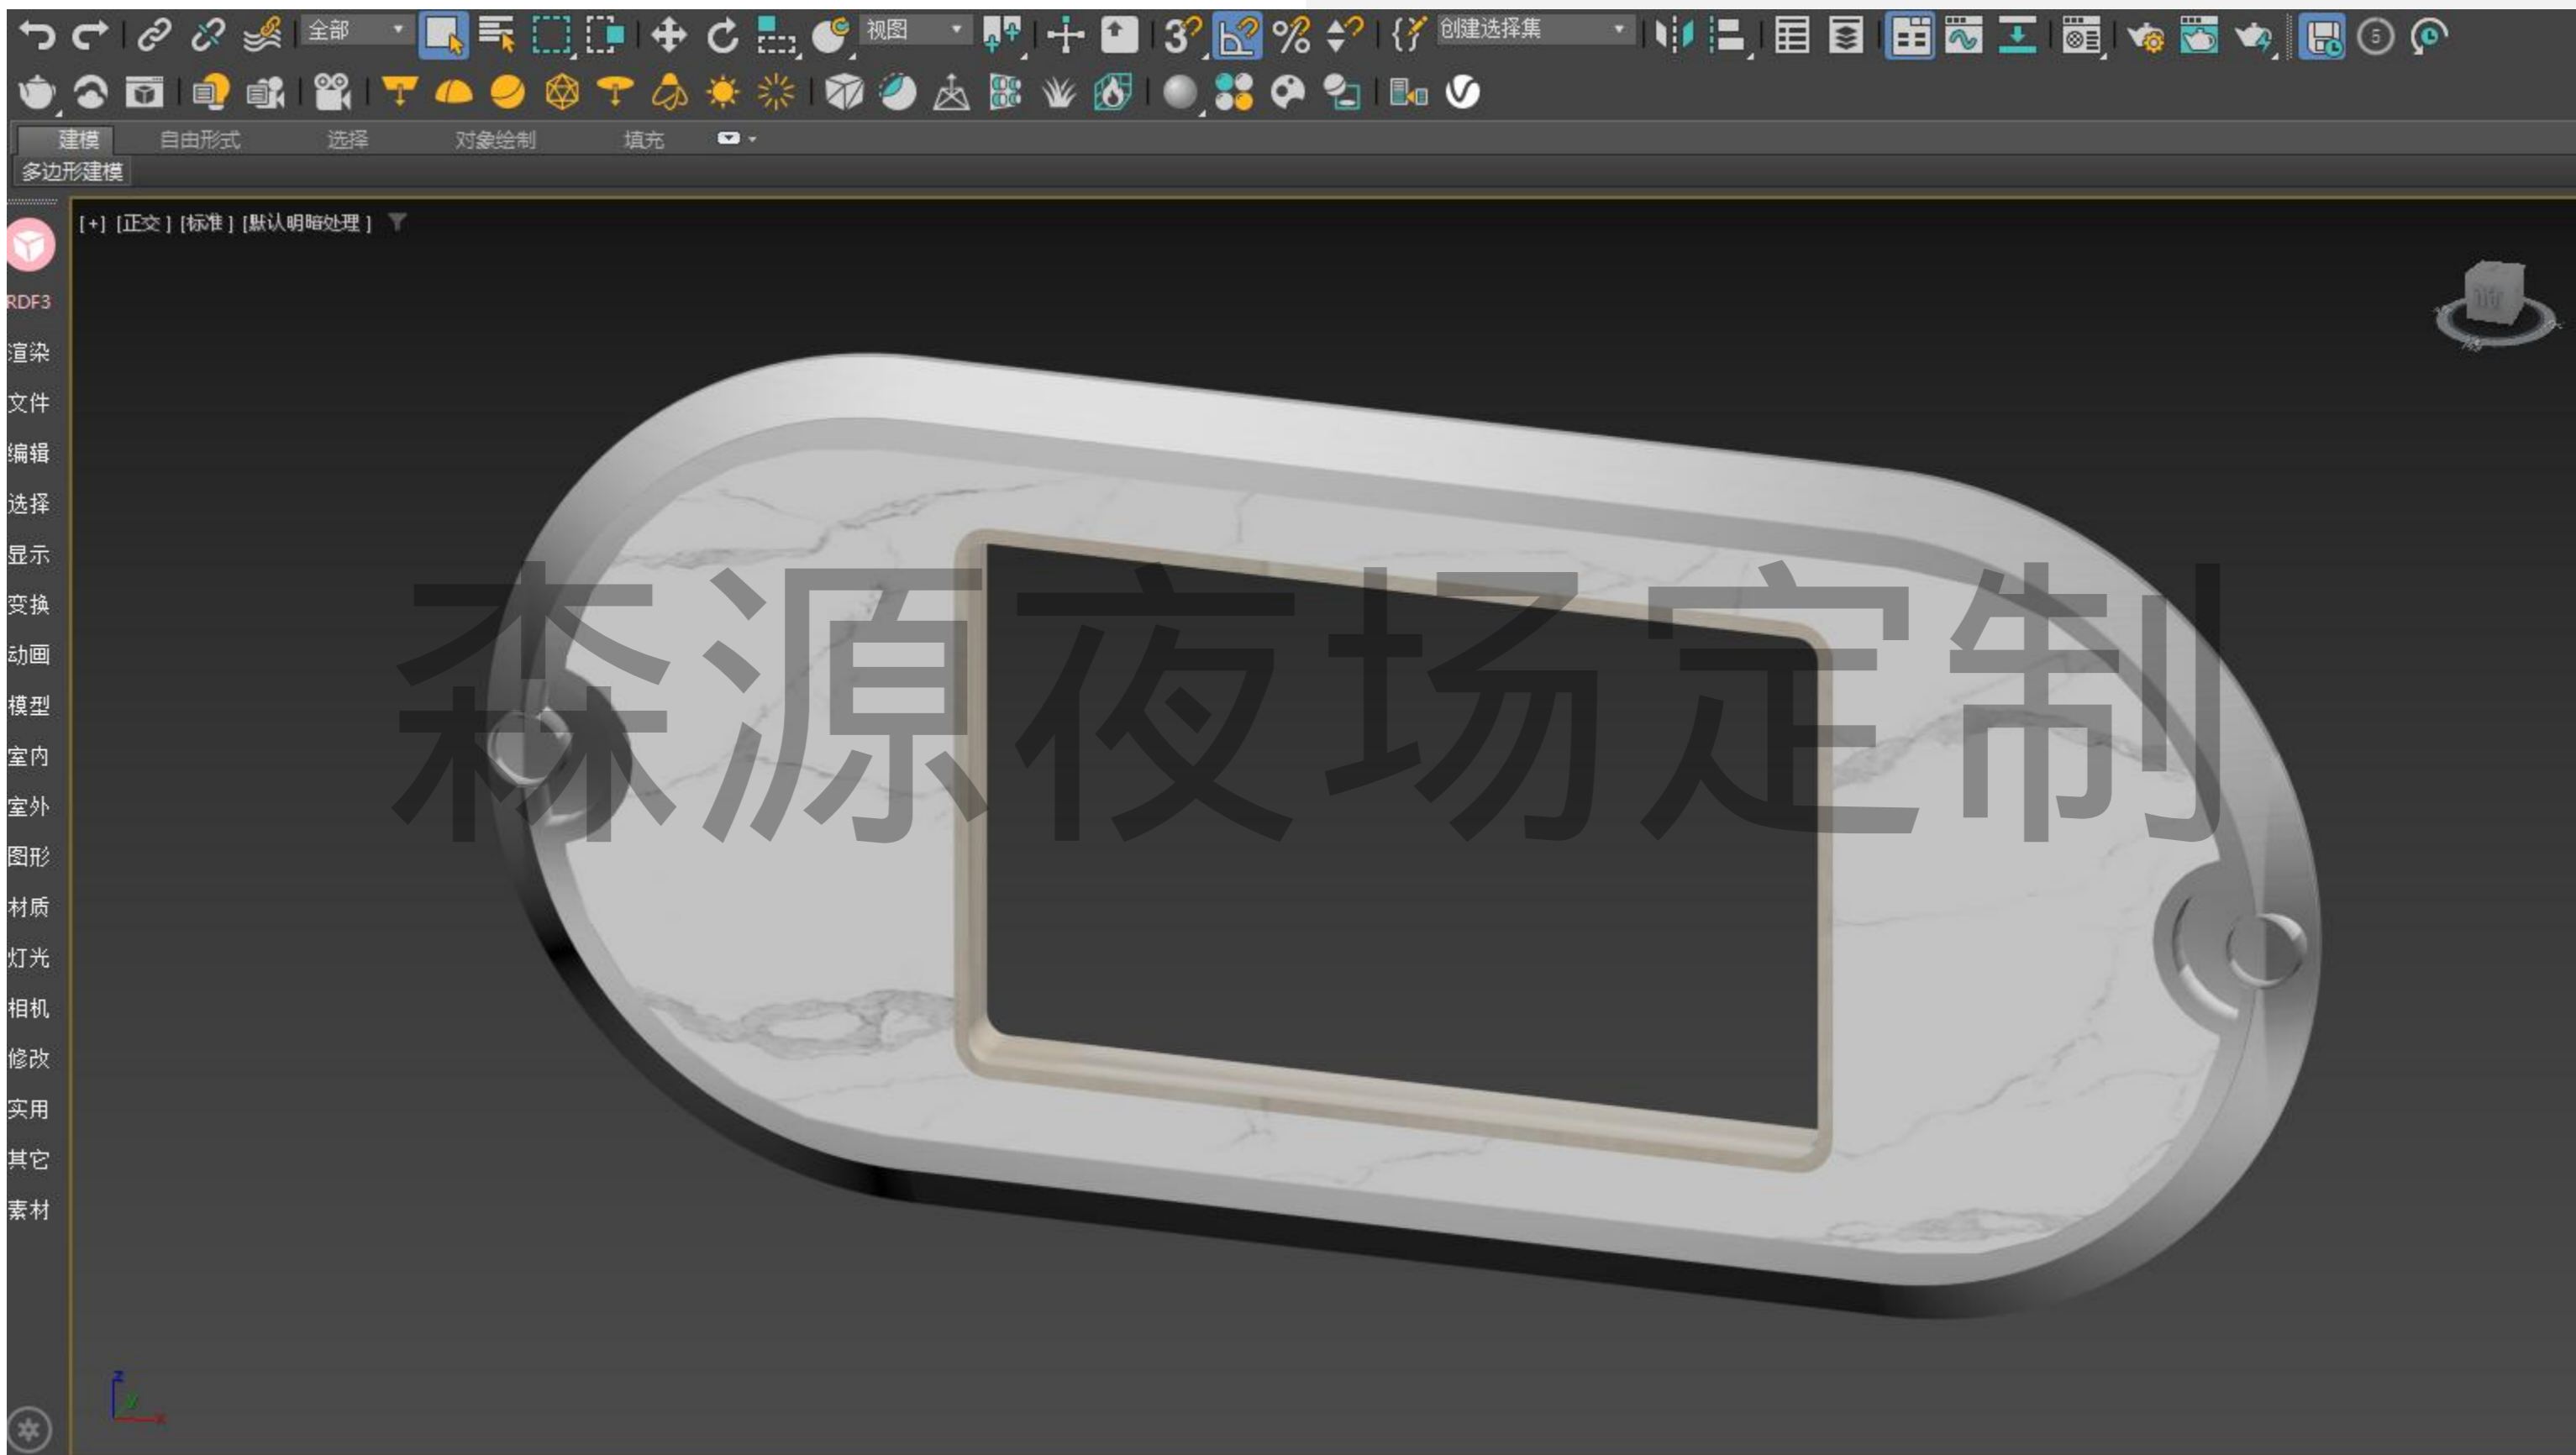 全部
视图
3
创建选择集
5
建模 自由形式 选择 对象绘制 填充
多边形建模
[+] [正交] [标准] [默认明暗处理]
RDF3
渲染
文件
编辑
选择
显示
变换
动画
模型
室内
室外
图形
材质
灯光
相机
修改
实用
其它
素材
森源夜场定制
z
y
x